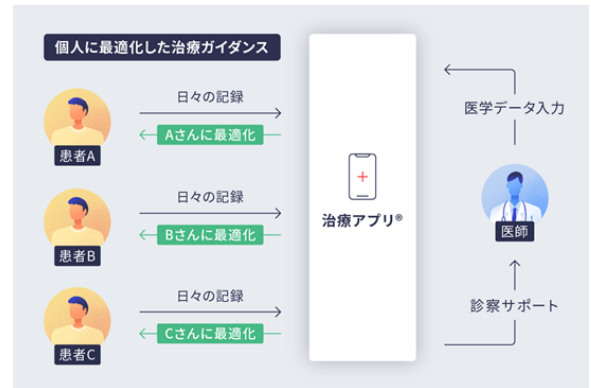 個人に最適化した治療ガイダンス
日々の記録
Aさんに最適化
患者A
日々の記録
Bさんに最適化
患者B
日々の記録
Cさんに最適化
患者C
治療アプリ®
医学データ入力
医師
診察サポート